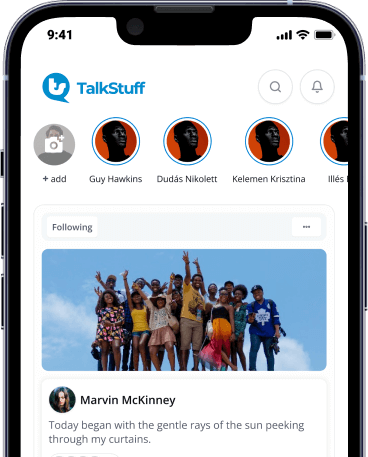 9:41
TalkStuff
+ add
Guy Hawkins
Dudás Nikolett
Kelemen Krisztina
Illés
Following
Marvin McKinney
Today began with the gentle rays of the sun peeking
through my curtains.